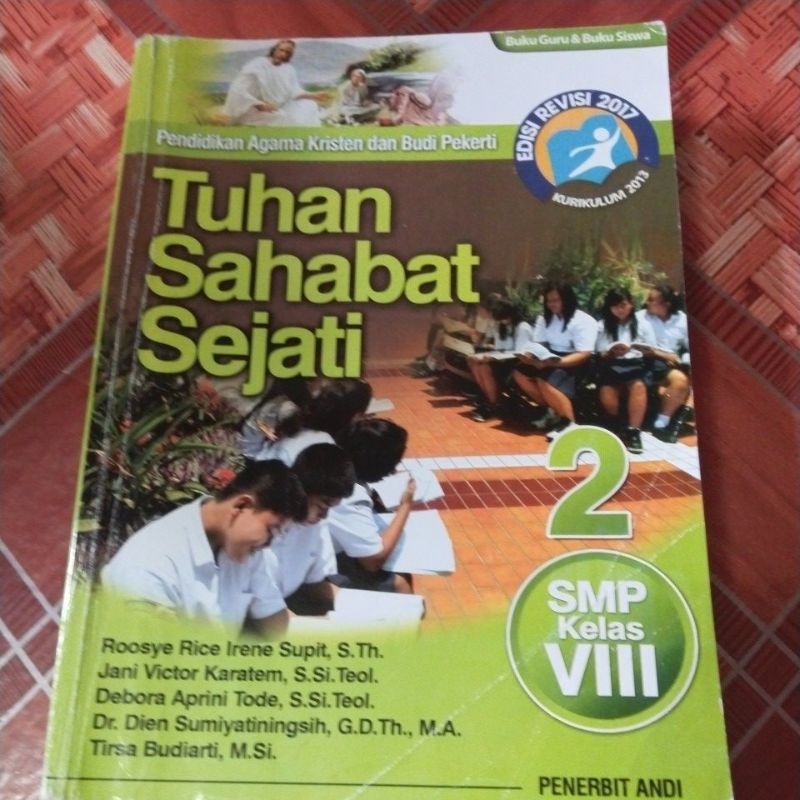 Buku Guru & Buku Siswa
EDISI REVISI 2017
KURIKULUM 2013
Pendidikan Agama Kristen dan Budi Pekerti
Tuhan
Sahabat
Sejati
2
SMP
Kelas
VIII
Roosye Rice Irene Supit, S.Th.
Jani Victor Karatem, S.Si.Teol.
Debora Aprini Tode, S.Si.Teol.
Dr. Dien Sumiyatiningsih, G.D.Th., M.A.
Tirsa Budiarti, M.Si.
PENERBIT ANDI